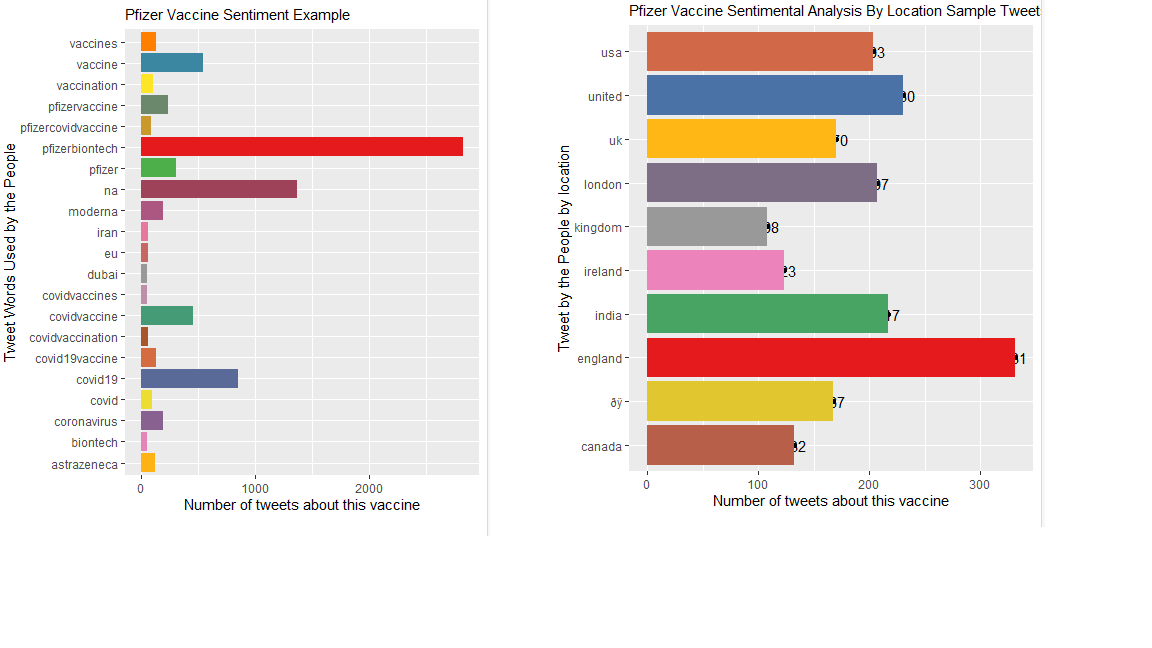 Pfizer Vaccine Sentiment Example
vaccines
vaccine
vaccination
pfizervaccine
pfizercovidvaccine
pfizerbiontech
pfizer
na
moderna
iran
eu
dubai
covidvaccines
covidvaccine
covidvaccination
covid19vaccine
covid19
covid
coronavirus
biontech
astrazeneca
Tweet Words Used by the People
0 1000 2000
Number of tweets about this vaccine
Pfizer Vaccine Sentimental Analysis By Location Sample Tweet
usa
united
uk
london
kingdom
ireland
india
england
ðÿ
canada
Tweet by the People by location
0 100 200 300
Number of tweets about this vaccine